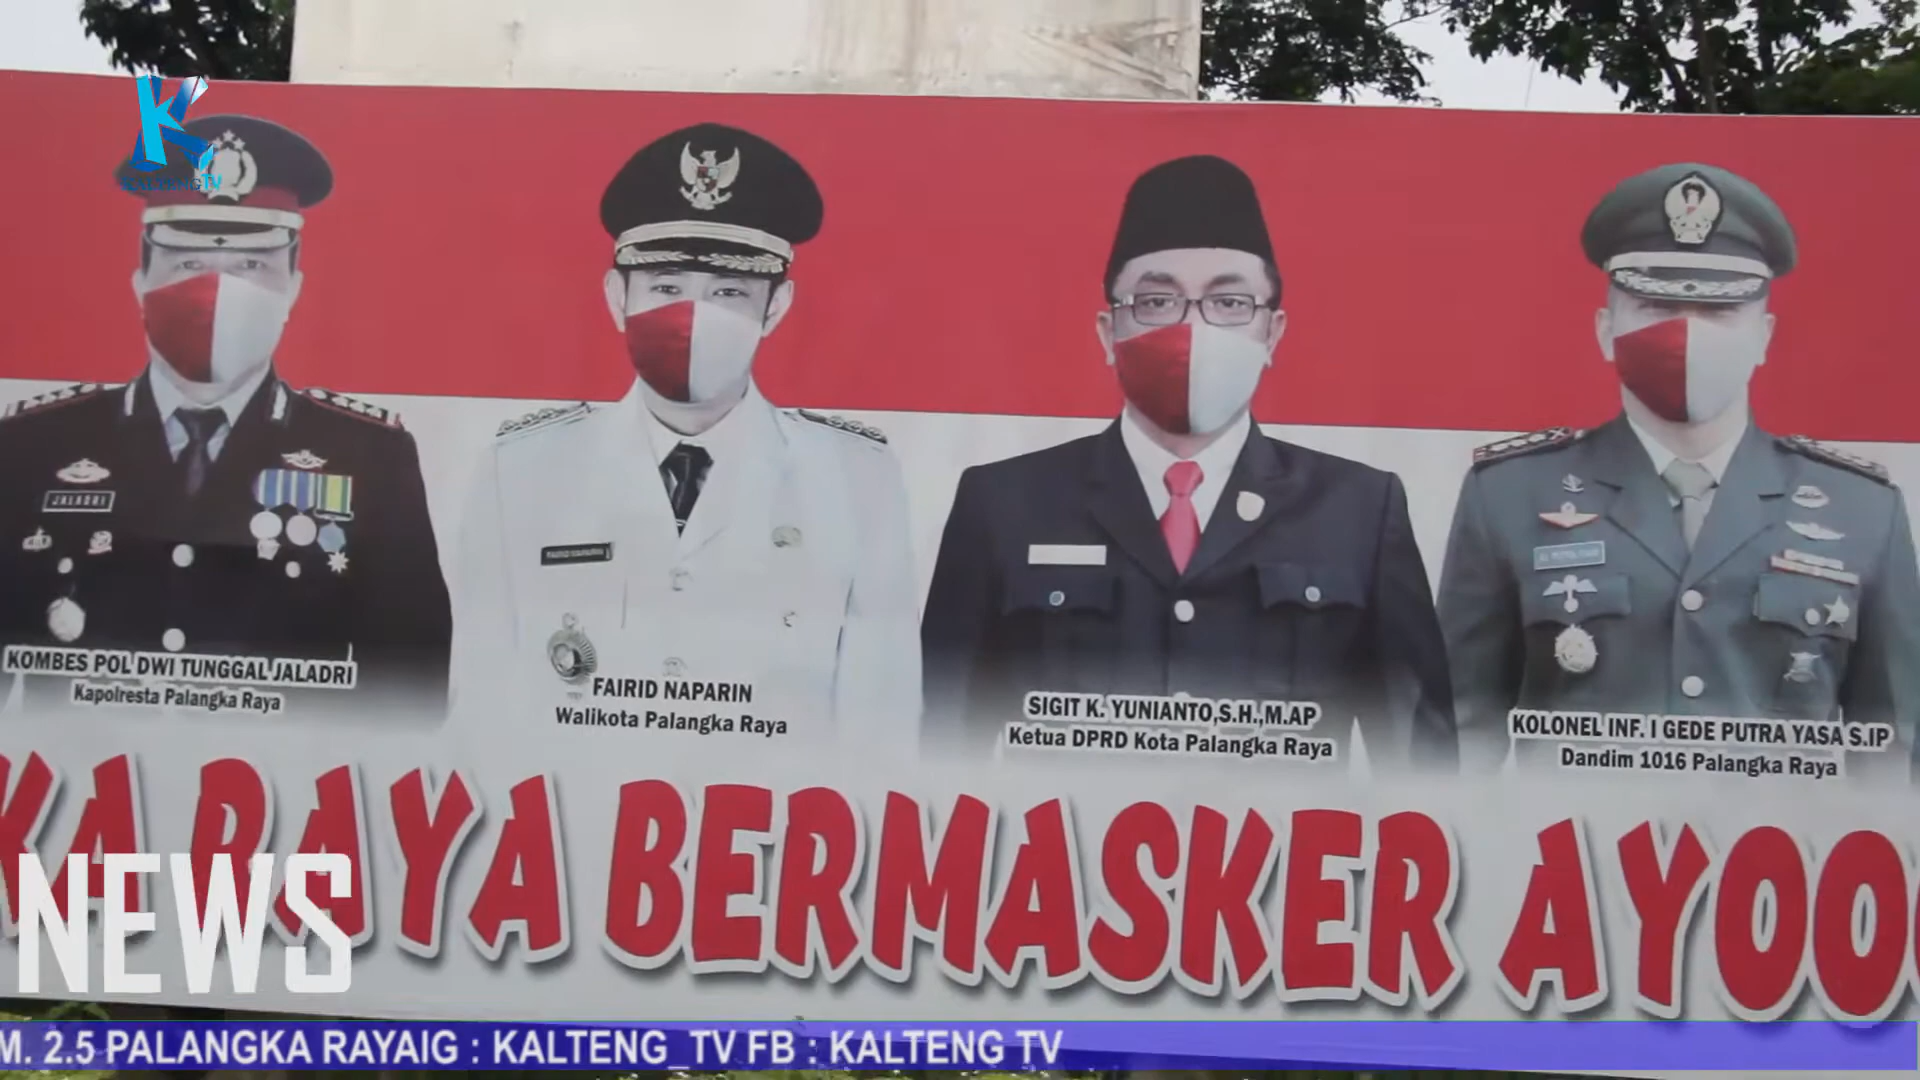 KALTENG TV
JALADRI
KOMBES POL DWI TUNGGAL JALADRI
Kapolresta Palangka Raya
FAIRID NAPARIN
Walikota Palangka Raya
SIGIT K. YUNIANTO,S.H.,M.AP
Ketua DPRD Kota Palangka Raya
KOLONEL INF. I GEDE PUTRA YASA S.IP
Dandim 1016 Palangka Raya
KA RAYA BERMASKER AYOO
NEWS
M. 2.5 PALANGKA RAYAIG : KALTENG_TV FB : KALTENG TV